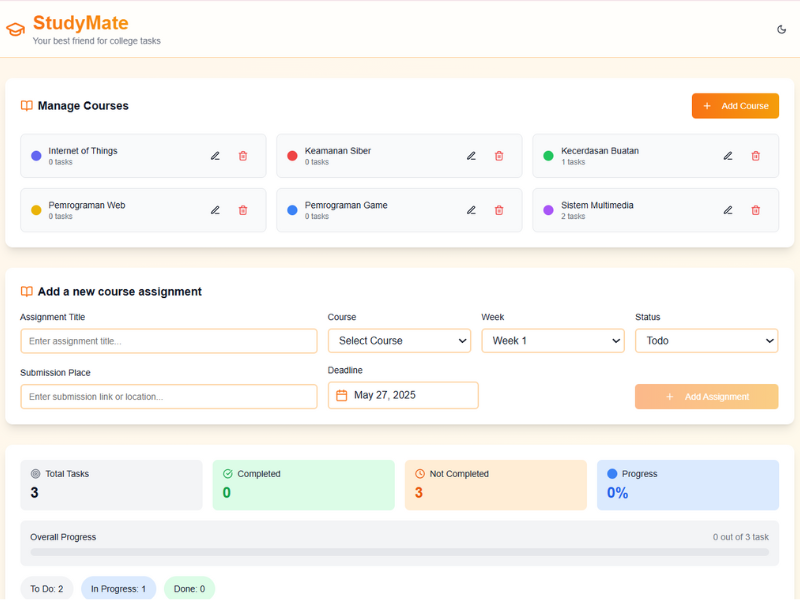 StudyMate
Your best friend for college tasks
Manage Courses
Add Course
Internet of Things
0 tasks
Keamanan Siber
0 tasks
Kecerdasan Buatan
1 tasks
Pemrograman Web
0 tasks
Pemrograman Game
0 tasks
Sistem Multimedia
2 tasks
Add a new course assignment
Assignment Title
Enter assignment title...
Course
Select Course
Week
Week 1
Status
Todo
Submission Place
Enter submission link or location...
Deadline
May 27, 2025
Add Assignment
Total Tasks
3
Completed
0
Not Completed
3
Progress
0%
Overall Progress
0 out of 3 task
To Do: 2
In Progress: 1
Done: 0